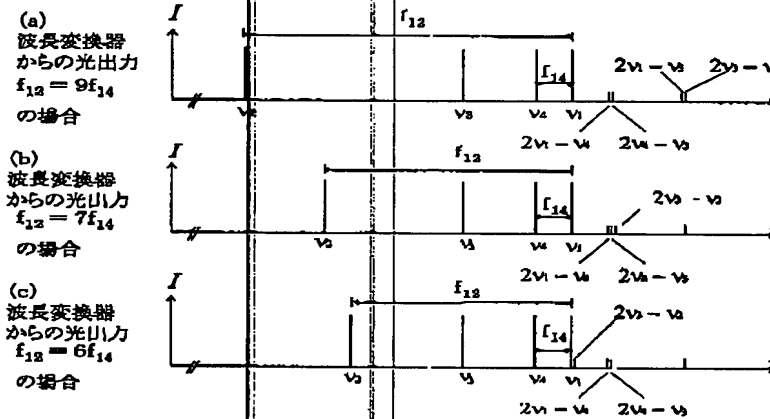 (a)
I
f₁₂
波長変換器
からの光出力
f₁₂ = 9f₁₄
の場合
f₁₄
2ν₁ − ν₃
ν₃
ν₄
ν₁
2ν₁ − ν₄
2ν₄ − ν₃
(b)
I
f₁₂
波長変換器
からの光出力
f₁₂ = 7f₁₄
の場合
f₁₄
ν₂
ν₃
ν₄
ν₁
2ν₃ − ν₂
2ν₁ − ν₄
2ν₄ − ν₃
(c)
I
f₁₂
波長変換器
からの光出力
f₁₂ = 6f₁₄
の場合
f₁₄
2ν₃ − ν₂
ν₂
ν₃
ν₄
ν₁
2ν₁ − ν₄
2ν₄ − ν₃